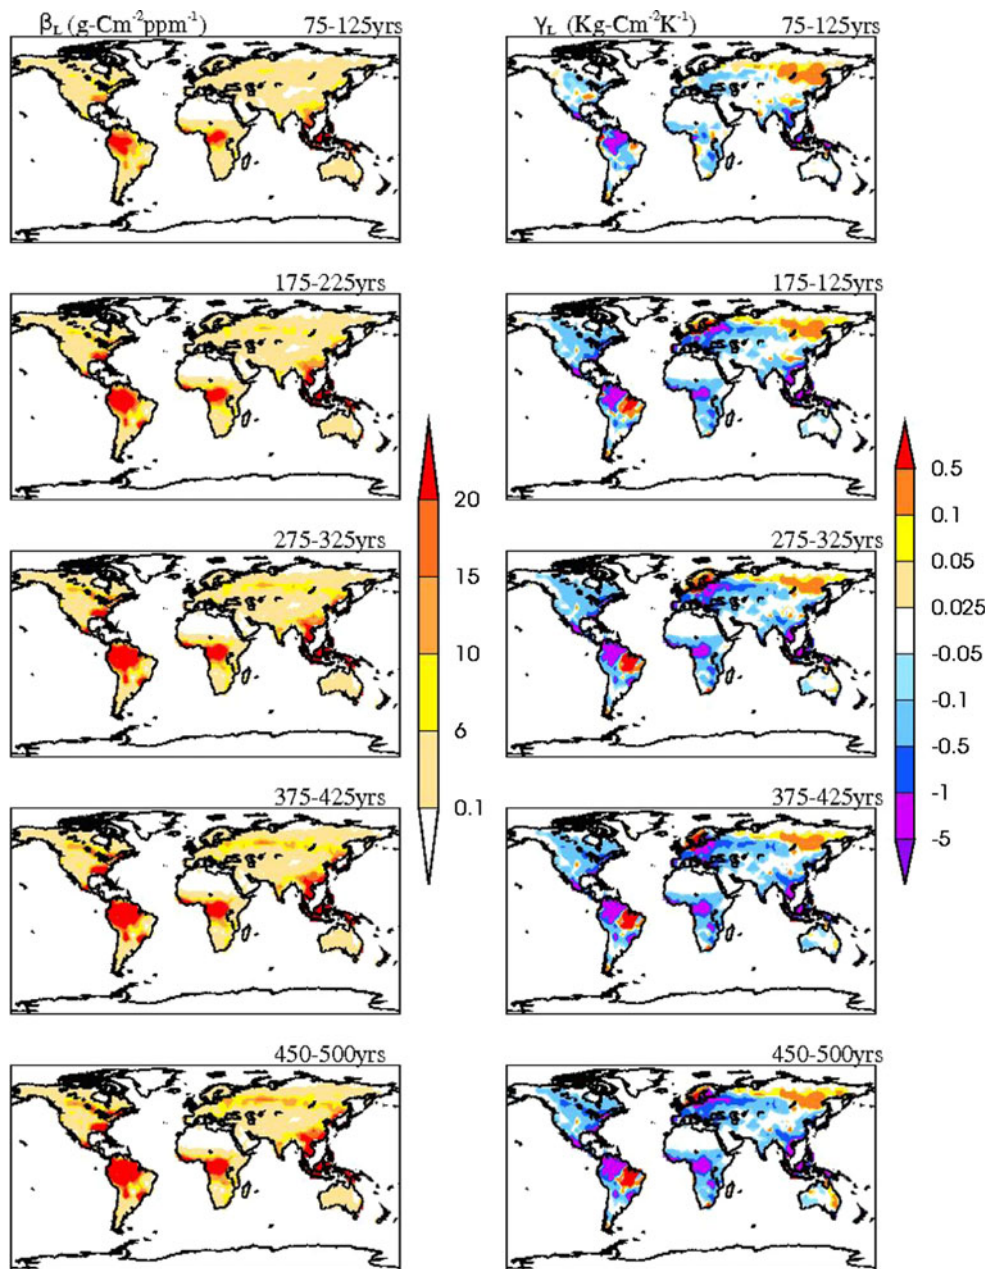 β_L (g-Cm⁻²ppm⁻¹) 75-125yrs
γ_L (Kg-Cm⁻²K⁻¹) 75-125yrs
175-225yrs
175-125yrs
275-325yrs
275-325yrs
375-425yrs
375-425yrs
450-500yrs
450-500yrs
20
15
10
6
0.1
0.5
0.1
0.05
0.025
-0.05
-0.1
-0.5
-1
-5